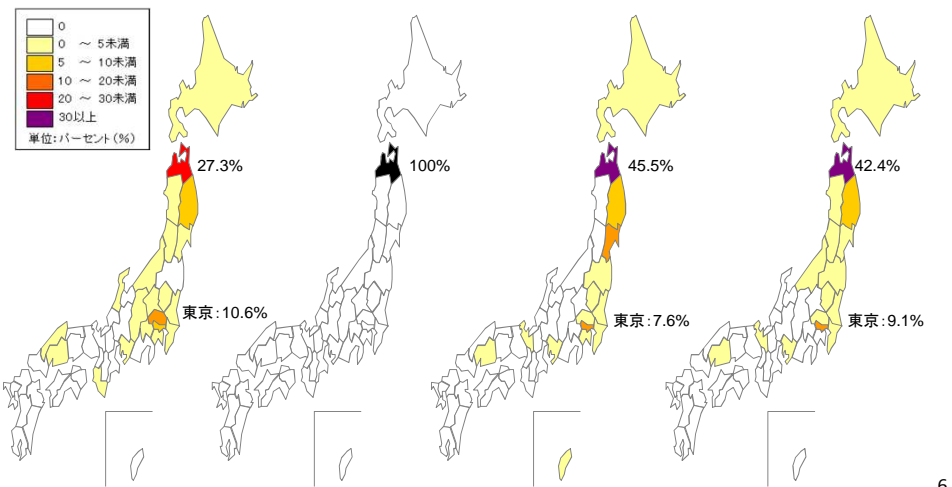 0
0 ～ 5未満
5 ～ 10未満
10 ～ 20未満
20 ～ 30未満
30以上
単位:パーセント(%)
27.3%
100%
45.5%
42.4%
東京:10.6%
東京:7.6%
東京:9.1%
6